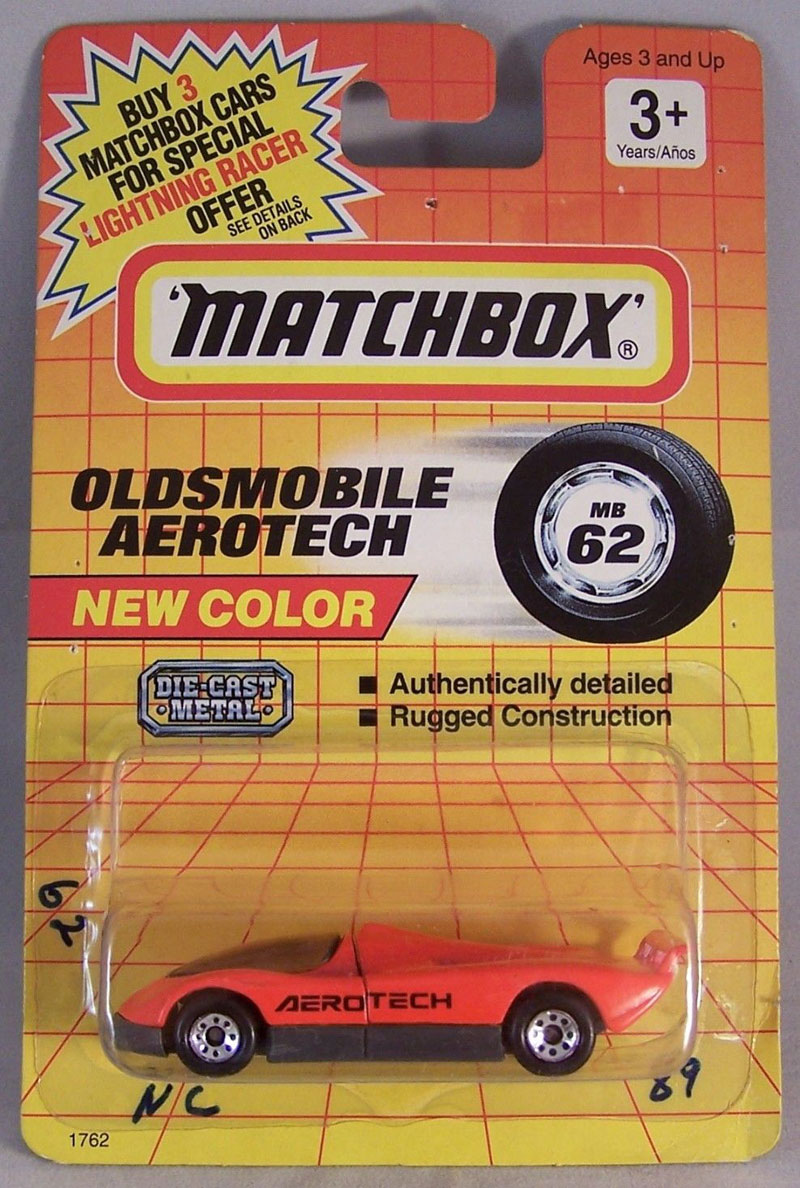 BUY 3
MATCHBOX CARS
FOR SPECIAL
LIGHTNING RACER
OFFER
SEE DETAILS
ON BACK
Ages 3 and Up
3+
Years/Años
'MATCHBOX'®
OLDSMOBILE
AEROTECH
MB
62
NEW COLOR
DIE-CAST
•METAL•
■ Authentically detailed
■ Rugged Construction
62
AEROTECH
NC
89
1762